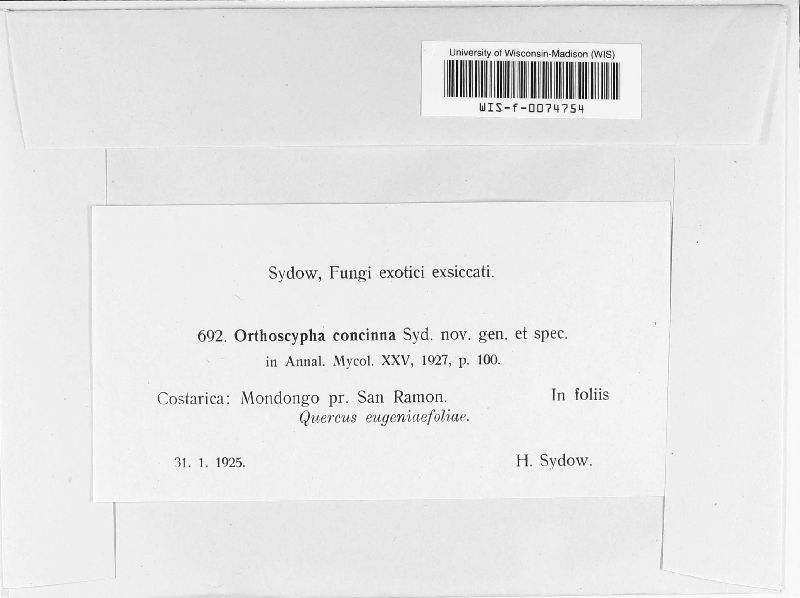 University of Wisconsin-Madison (WIS)
WIS-f-0074754
Sydow, Fungi exotici exsiccati.
692. Orthoscypha concinna Syd. nov. gen. et spec.
in Annal. Mycol. XXV, 1927, p. 100.
Costarica: Mondongo pr. San Ramon. In foliis
Quercus eugeniaefoliae.
31. 1. 1925. H. Sydow.